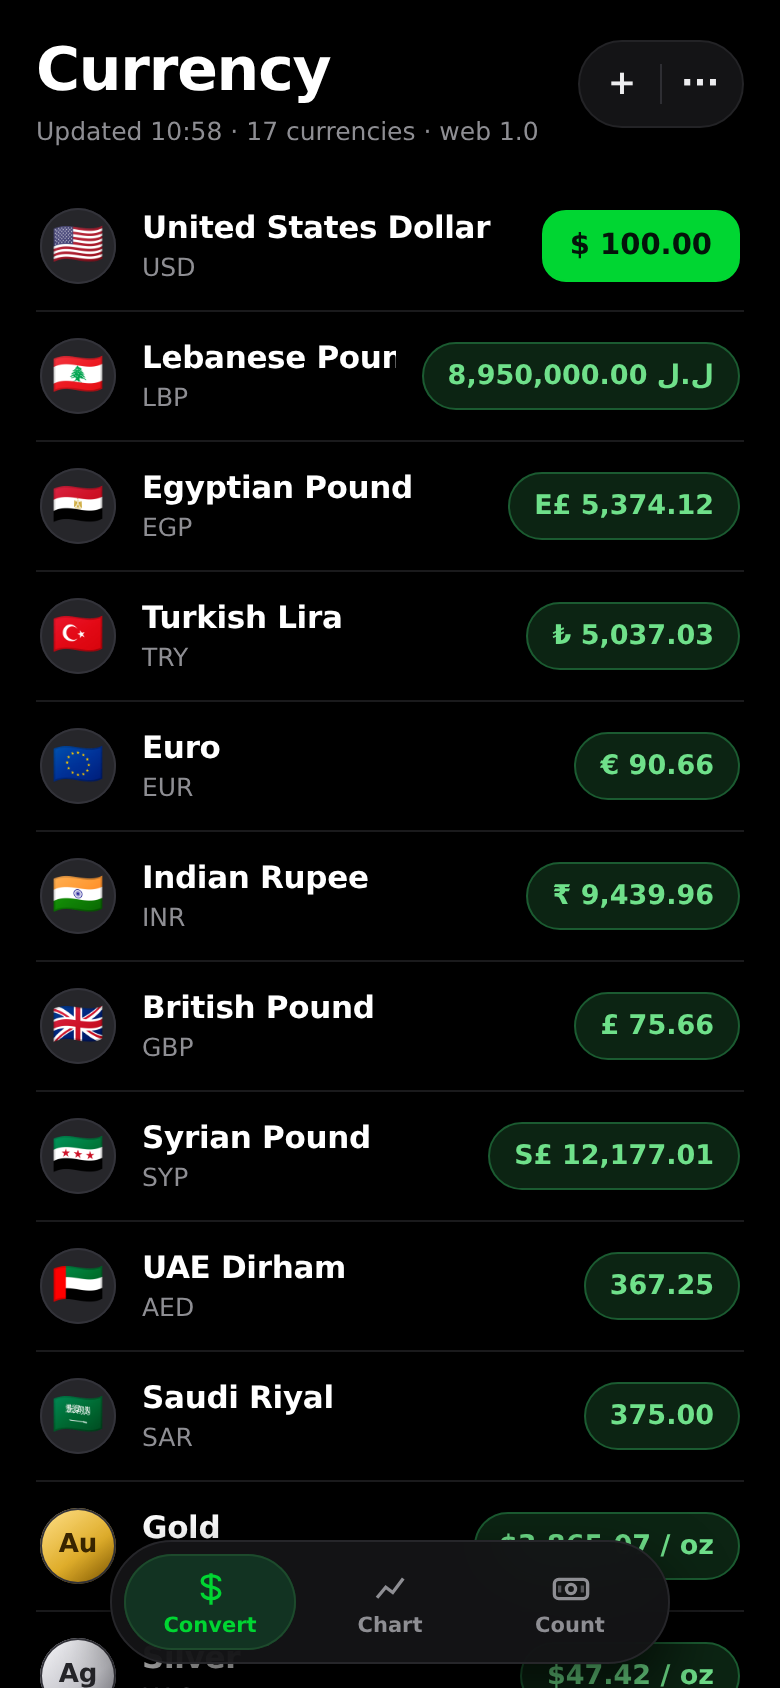 Currency
+ ···
Updated 10:58 · 17 currencies · web 1.0
United States Dollar
USD
$ 100.00
Lebanese Poun
LBP
8,950,000.00 ل.ل
Egyptian Pound
EGP
E£ 5,374.12
Turkish Lira
TRY
₺ 5,037.03
Euro
EUR
€ 90.66
Indian Rupee
INR
₹ 9,439.96
British Pound
GBP
£ 75.66
Syrian Pound
SYP
S£ 12,177.01
UAE Dirham
AED
367.25
Saudi Riyal
SAR
375.00
Au
Gold
/ oz
Ag
Silver
$47.42 / oz
$ Convert
Chart
Count